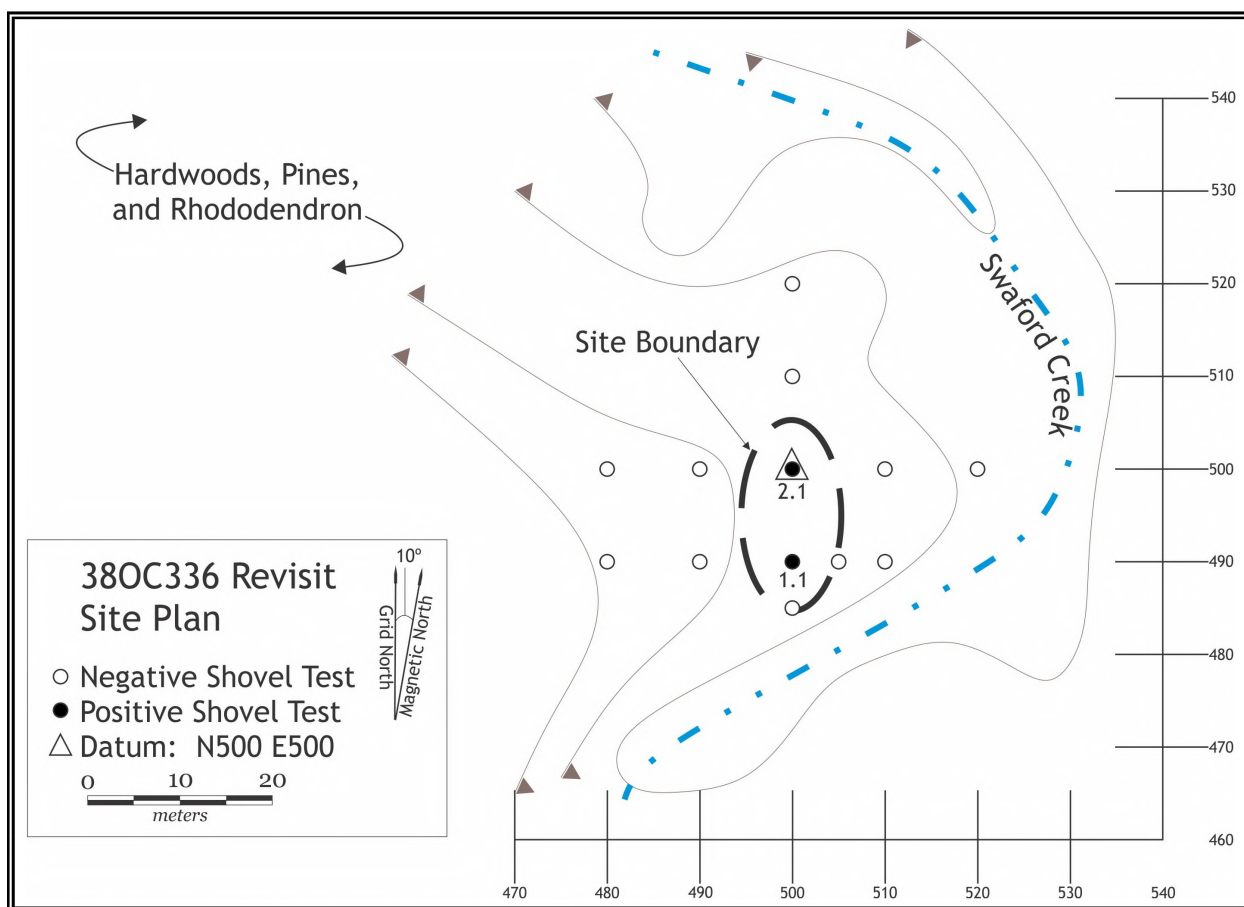 Hardwoods, Pines,
and Rhododendron
Site Boundary
Swaford Creek
2.1
1.1
540
530
520
510
500
490
480
470
460
470
480
490
500
510
520
530
540
38OC336 Revisit
Site Plan
10º
Grid North
Magnetic North
Negative Shovel Test
Positive Shovel Test
Datum: N500 E500
0 10 20
meters